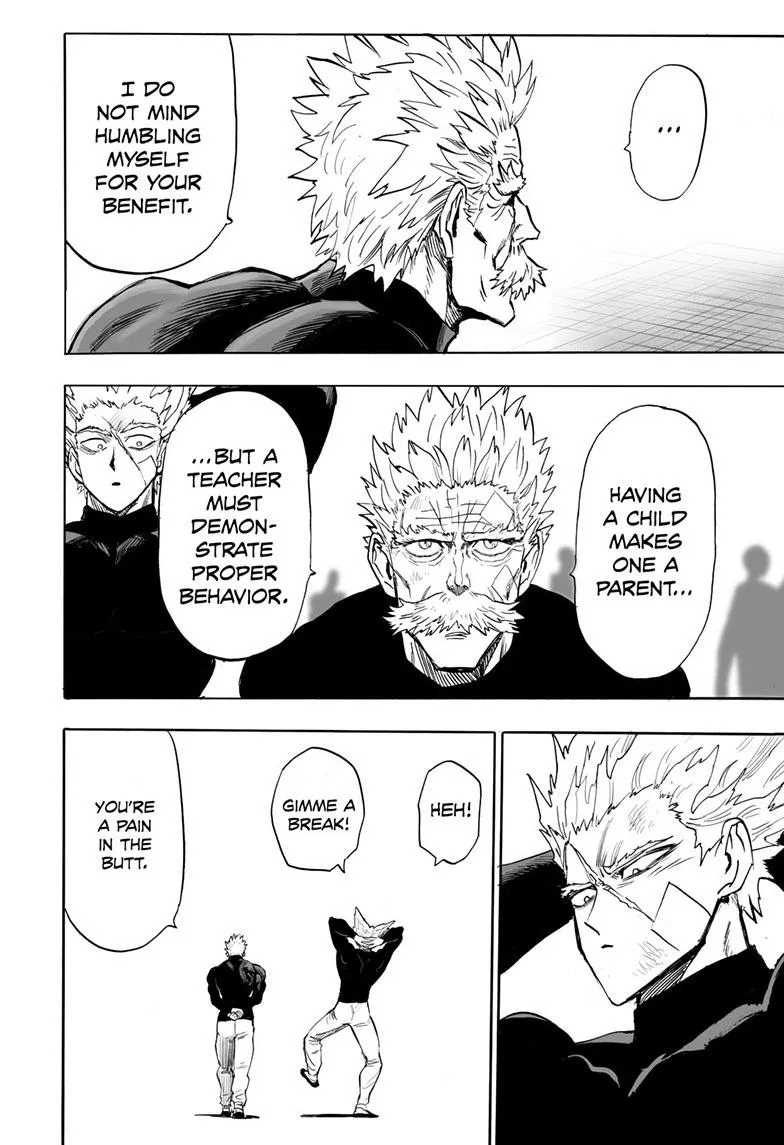 ...
I DO
NOT MIND
HUMBLING
MYSELF
FOR YOUR
BENEFIT.
HAVING
A CHILD
MAKES
ONE A
PARENT...
...BUT A
TEACHER
MUST
DEMON-
STRATE
PROPER
BEHAVIOR.
HEH!
GIMME A
BREAK!
YOU'RE
A PAIN
IN THE
BUTT.